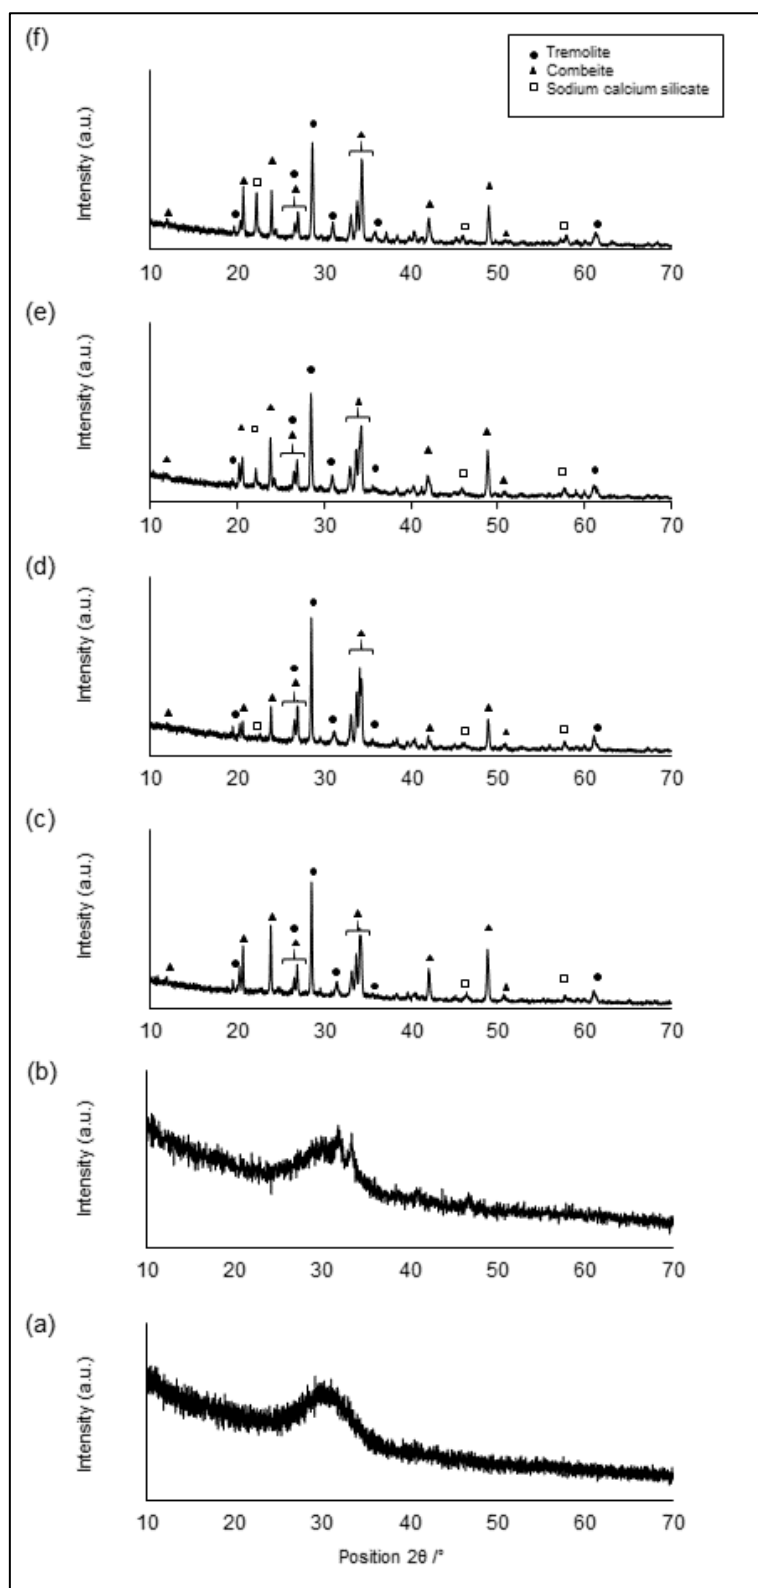 (f)
Tremolite
Combeite
Sodium calcium silicate
Intensity (a.u.)
10 20 30 40 50 60 70
(e)
Intensity (a.u.)
10 20 30 40 50 60 70
(d)
Intensity (a.u.)
10 20 30 40 50 60 70
(c)
Intesity (a.u.)
10 20 30 40 50 60 70
(b)
Intensity (a.u.)
10 20 30 40 50 60 70
(a)
Intensity (a.u.)
10 20 30 40 50 60 70
Position 2θ /°